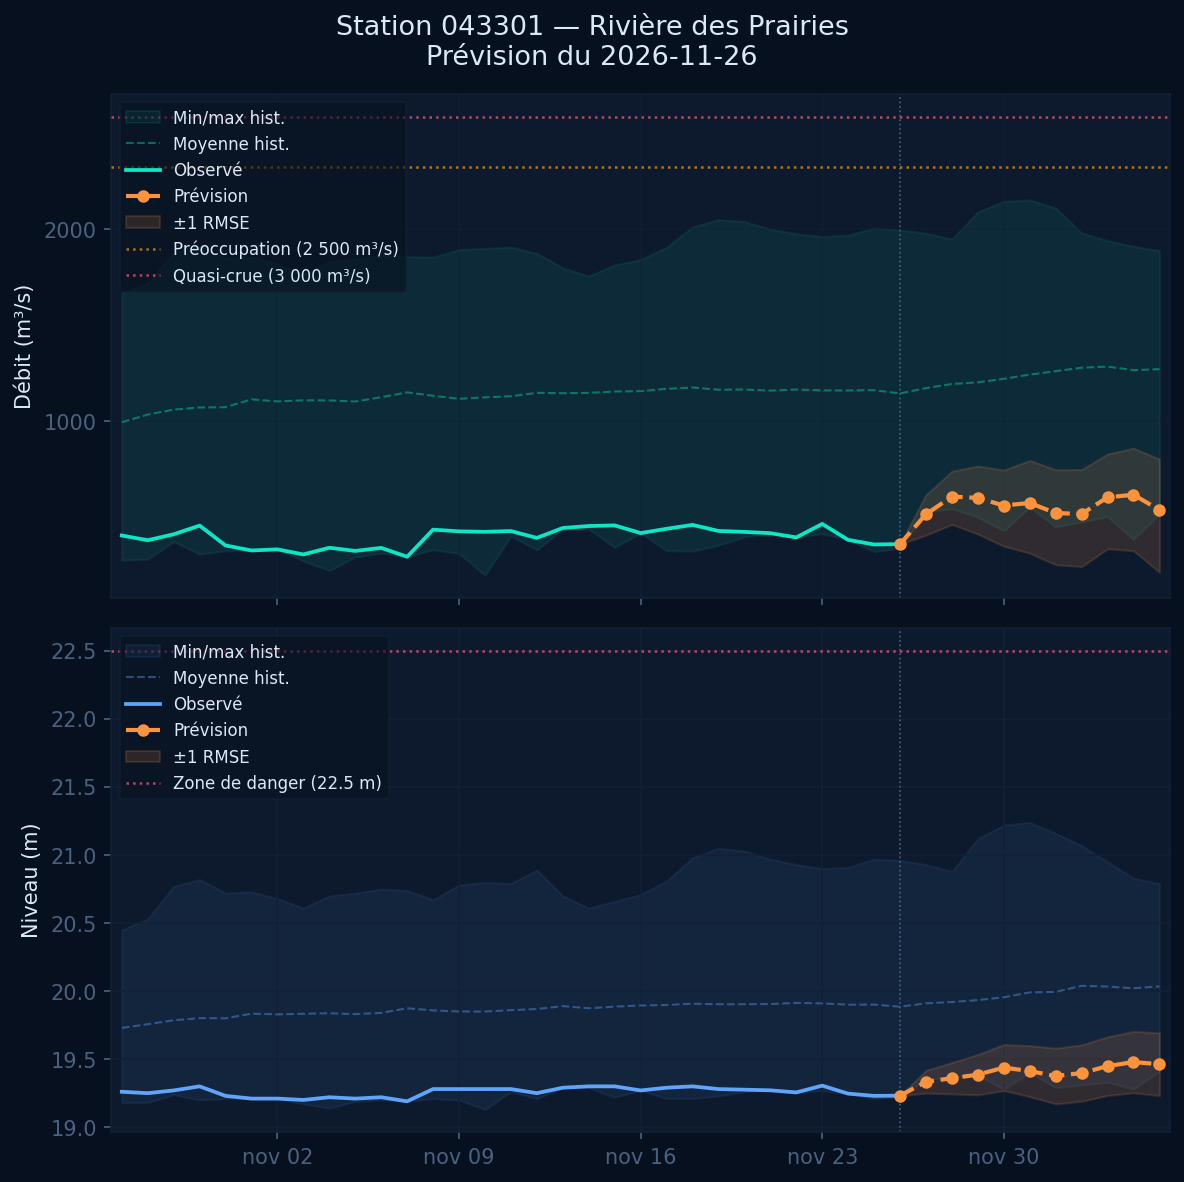 Station 043301 — Rivière des Prairies
Prévision du 2026-11-26
Min/max hist.
Moyenne hist.
Observé
Prévision
±1 RMSE
Préoccupation (2 500 m³/s)
Quasi-crue (3 000 m³/s)
Débit (m³/s)
2000
1000
Min/max hist.
Moyenne hist.
Observé
Prévision
±1 RMSE
Zone de danger (22.5 m)
Niveau (m)
22.5
22.0
21.5
21.0
20.5
20.0
19.5
19.0
nov 02
nov 09
nov 16
nov 23
nov 30